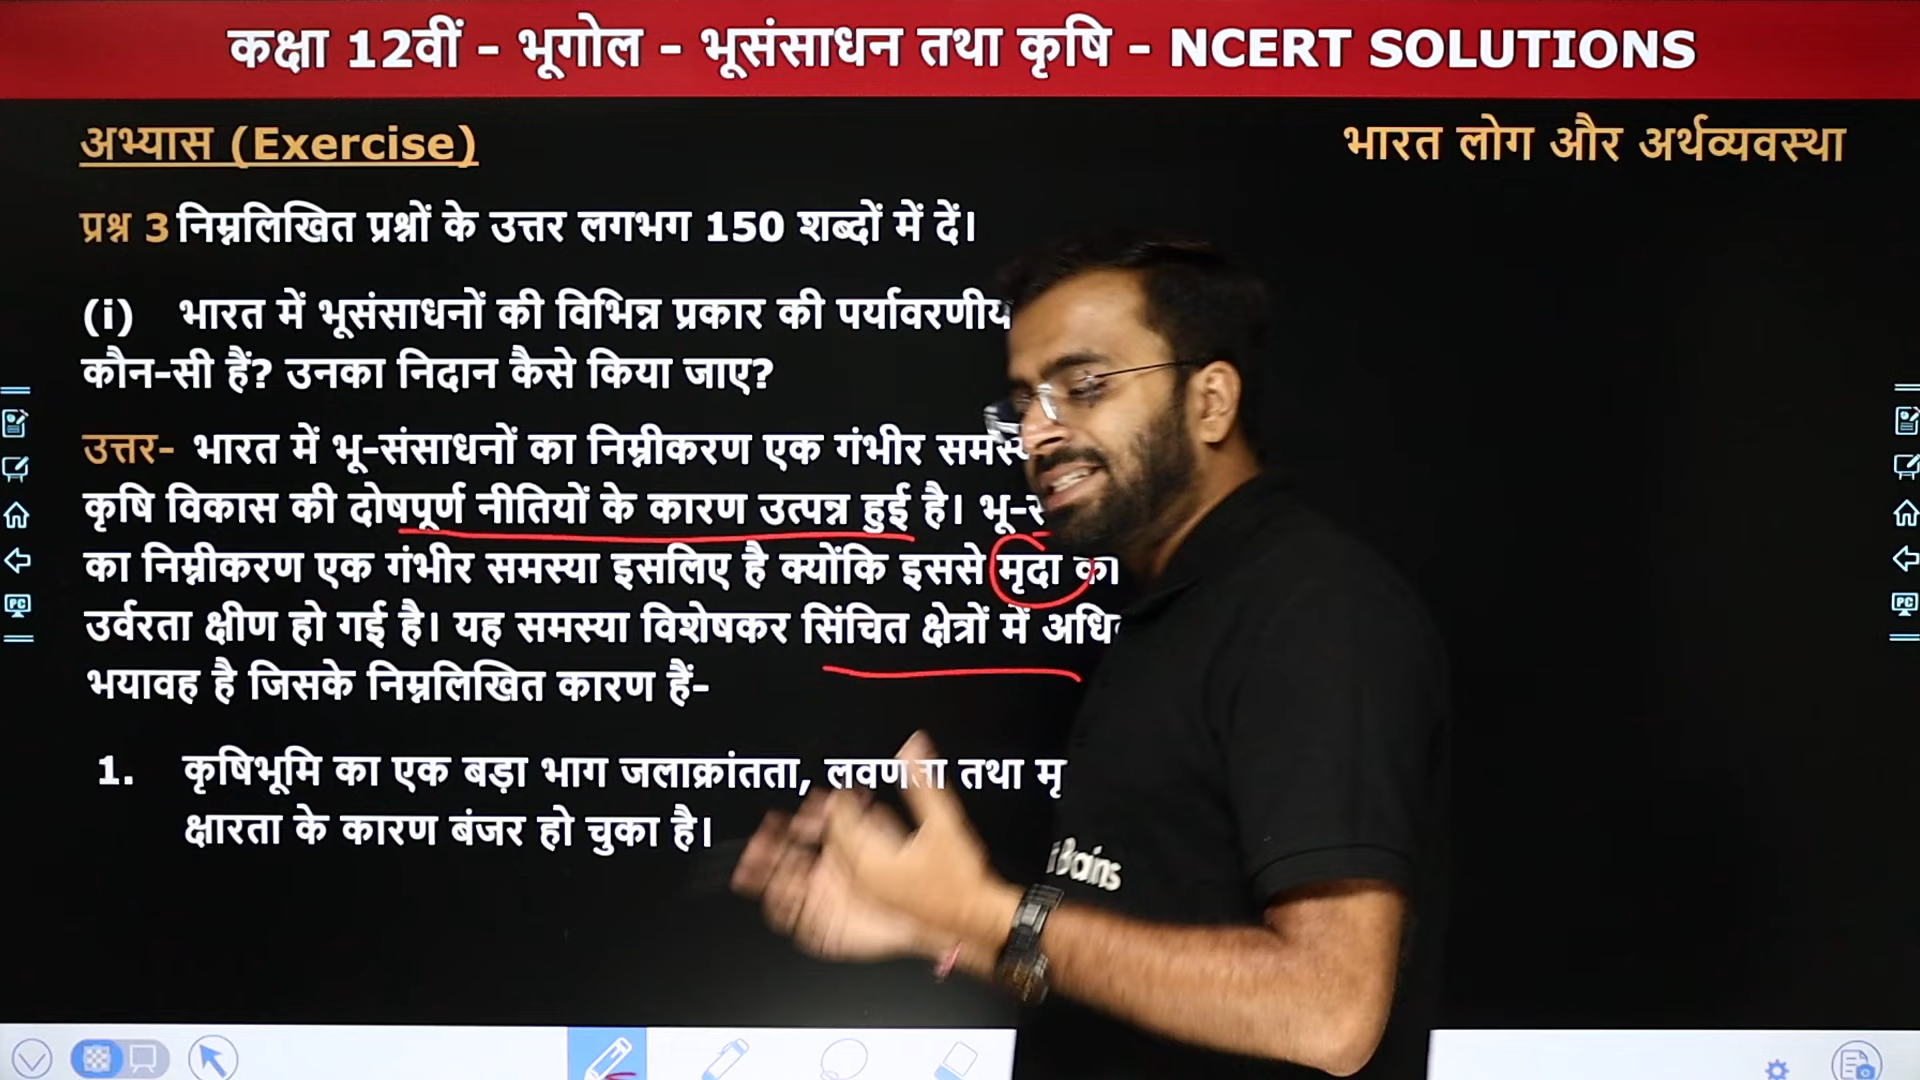 कक्षा 12वीं - भूगोल - भूसंसाधन तथा कृषि - NCERT SOLUTIONS
अभ्यास (Exercise)
भारत लोग और अर्थव्यवस्था
प्रश्न 3 निम्नलिखित प्रश्नों के उत्तर लगभग 150 शब्दों में दें।
(i) भारत में भूसंसाधनों की विभिन्न प्रकार की पर्यावरणीय
कौन-सी हैं? उनका निदान कैसे किया जाए?
उत्तर- भारत में भू-संसाधनों का निम्नीकरण एक गंभीर
कृषि विकास की दोषपूर्ण नीतियों के कारण उत्पन्न हुई है।
का निम्नीकरण एक गंभीर समस्या इसलिए है क्योंकि इससे मृदा
उर्वरता क्षीण हो गई है। यह समस्या विशेषकर सिंचित क्षेत्रों में
भयावह है जिसके निम्नलिखित कारण हैं-
1. कृषिभूमि का एक बड़ा भाग जलाक्रांतता, लवणता तथा
क्षारता के कारण बंजर हो चुका है।
PC
PC